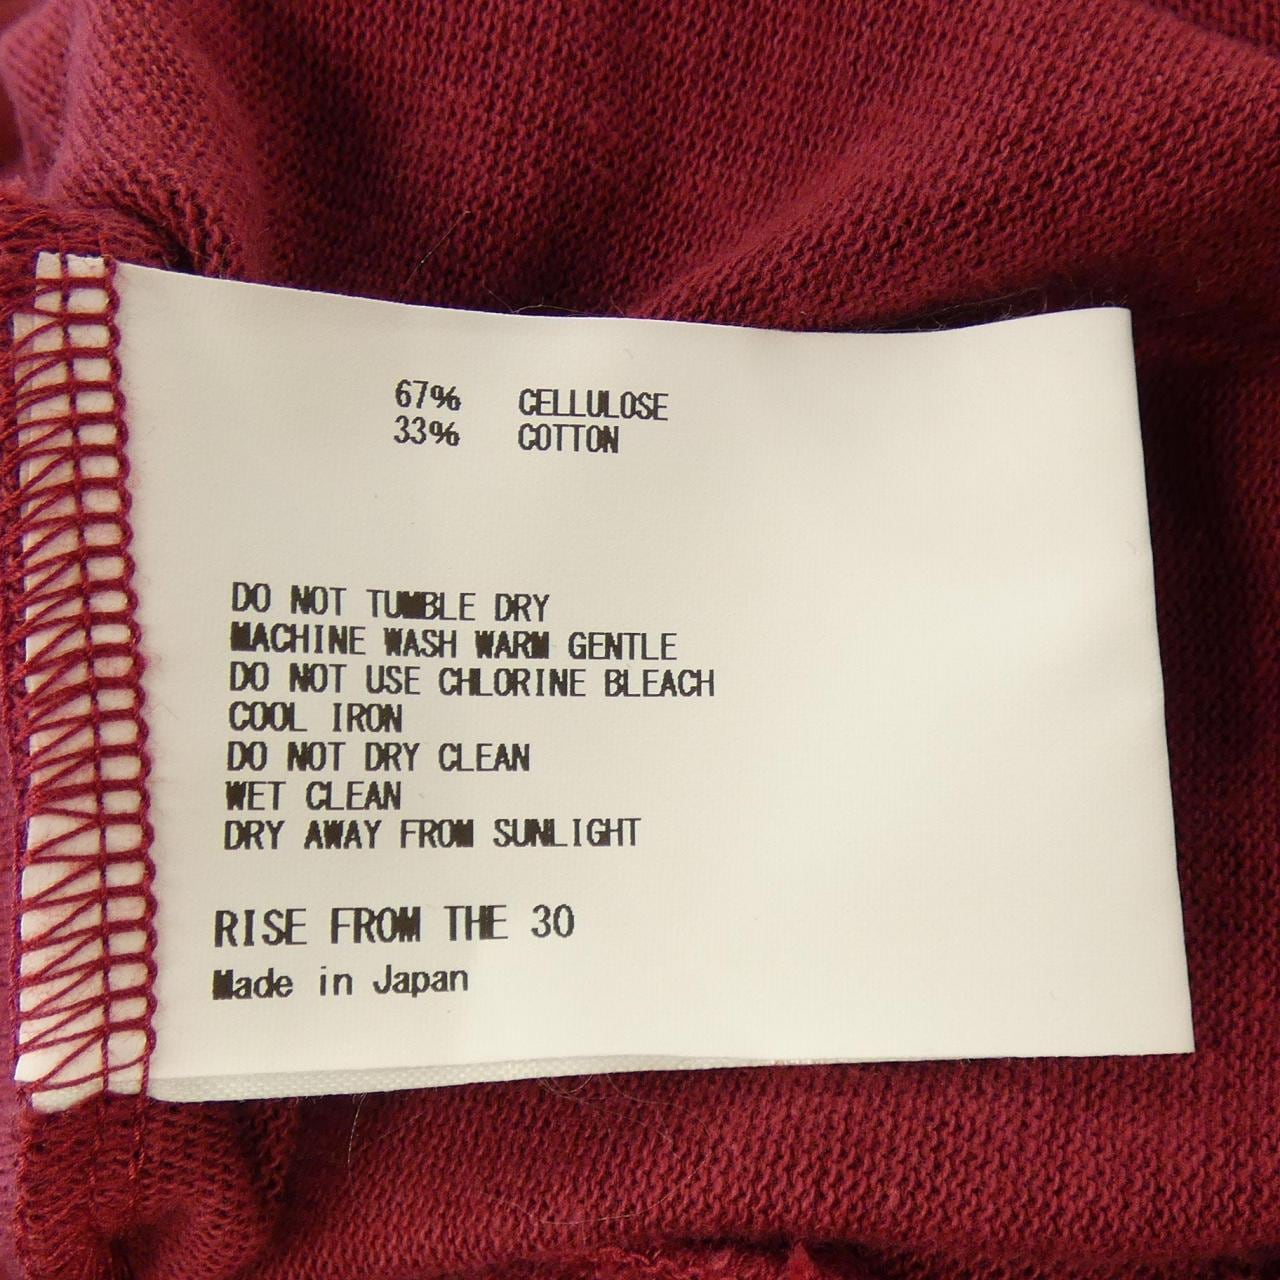 67% CELLULOSE
33% COTTON
DO NOT TUMBLE DRY
MACHINE WASH WARM GENTLE
DO NOT USE CHLORINE BLEACH
COOL IRON
DO NOT DRY CLEAN
WET CLEAN
DRY AWAY FROM SUNLIGHT
RISE FROM THE 30
Made in Japan